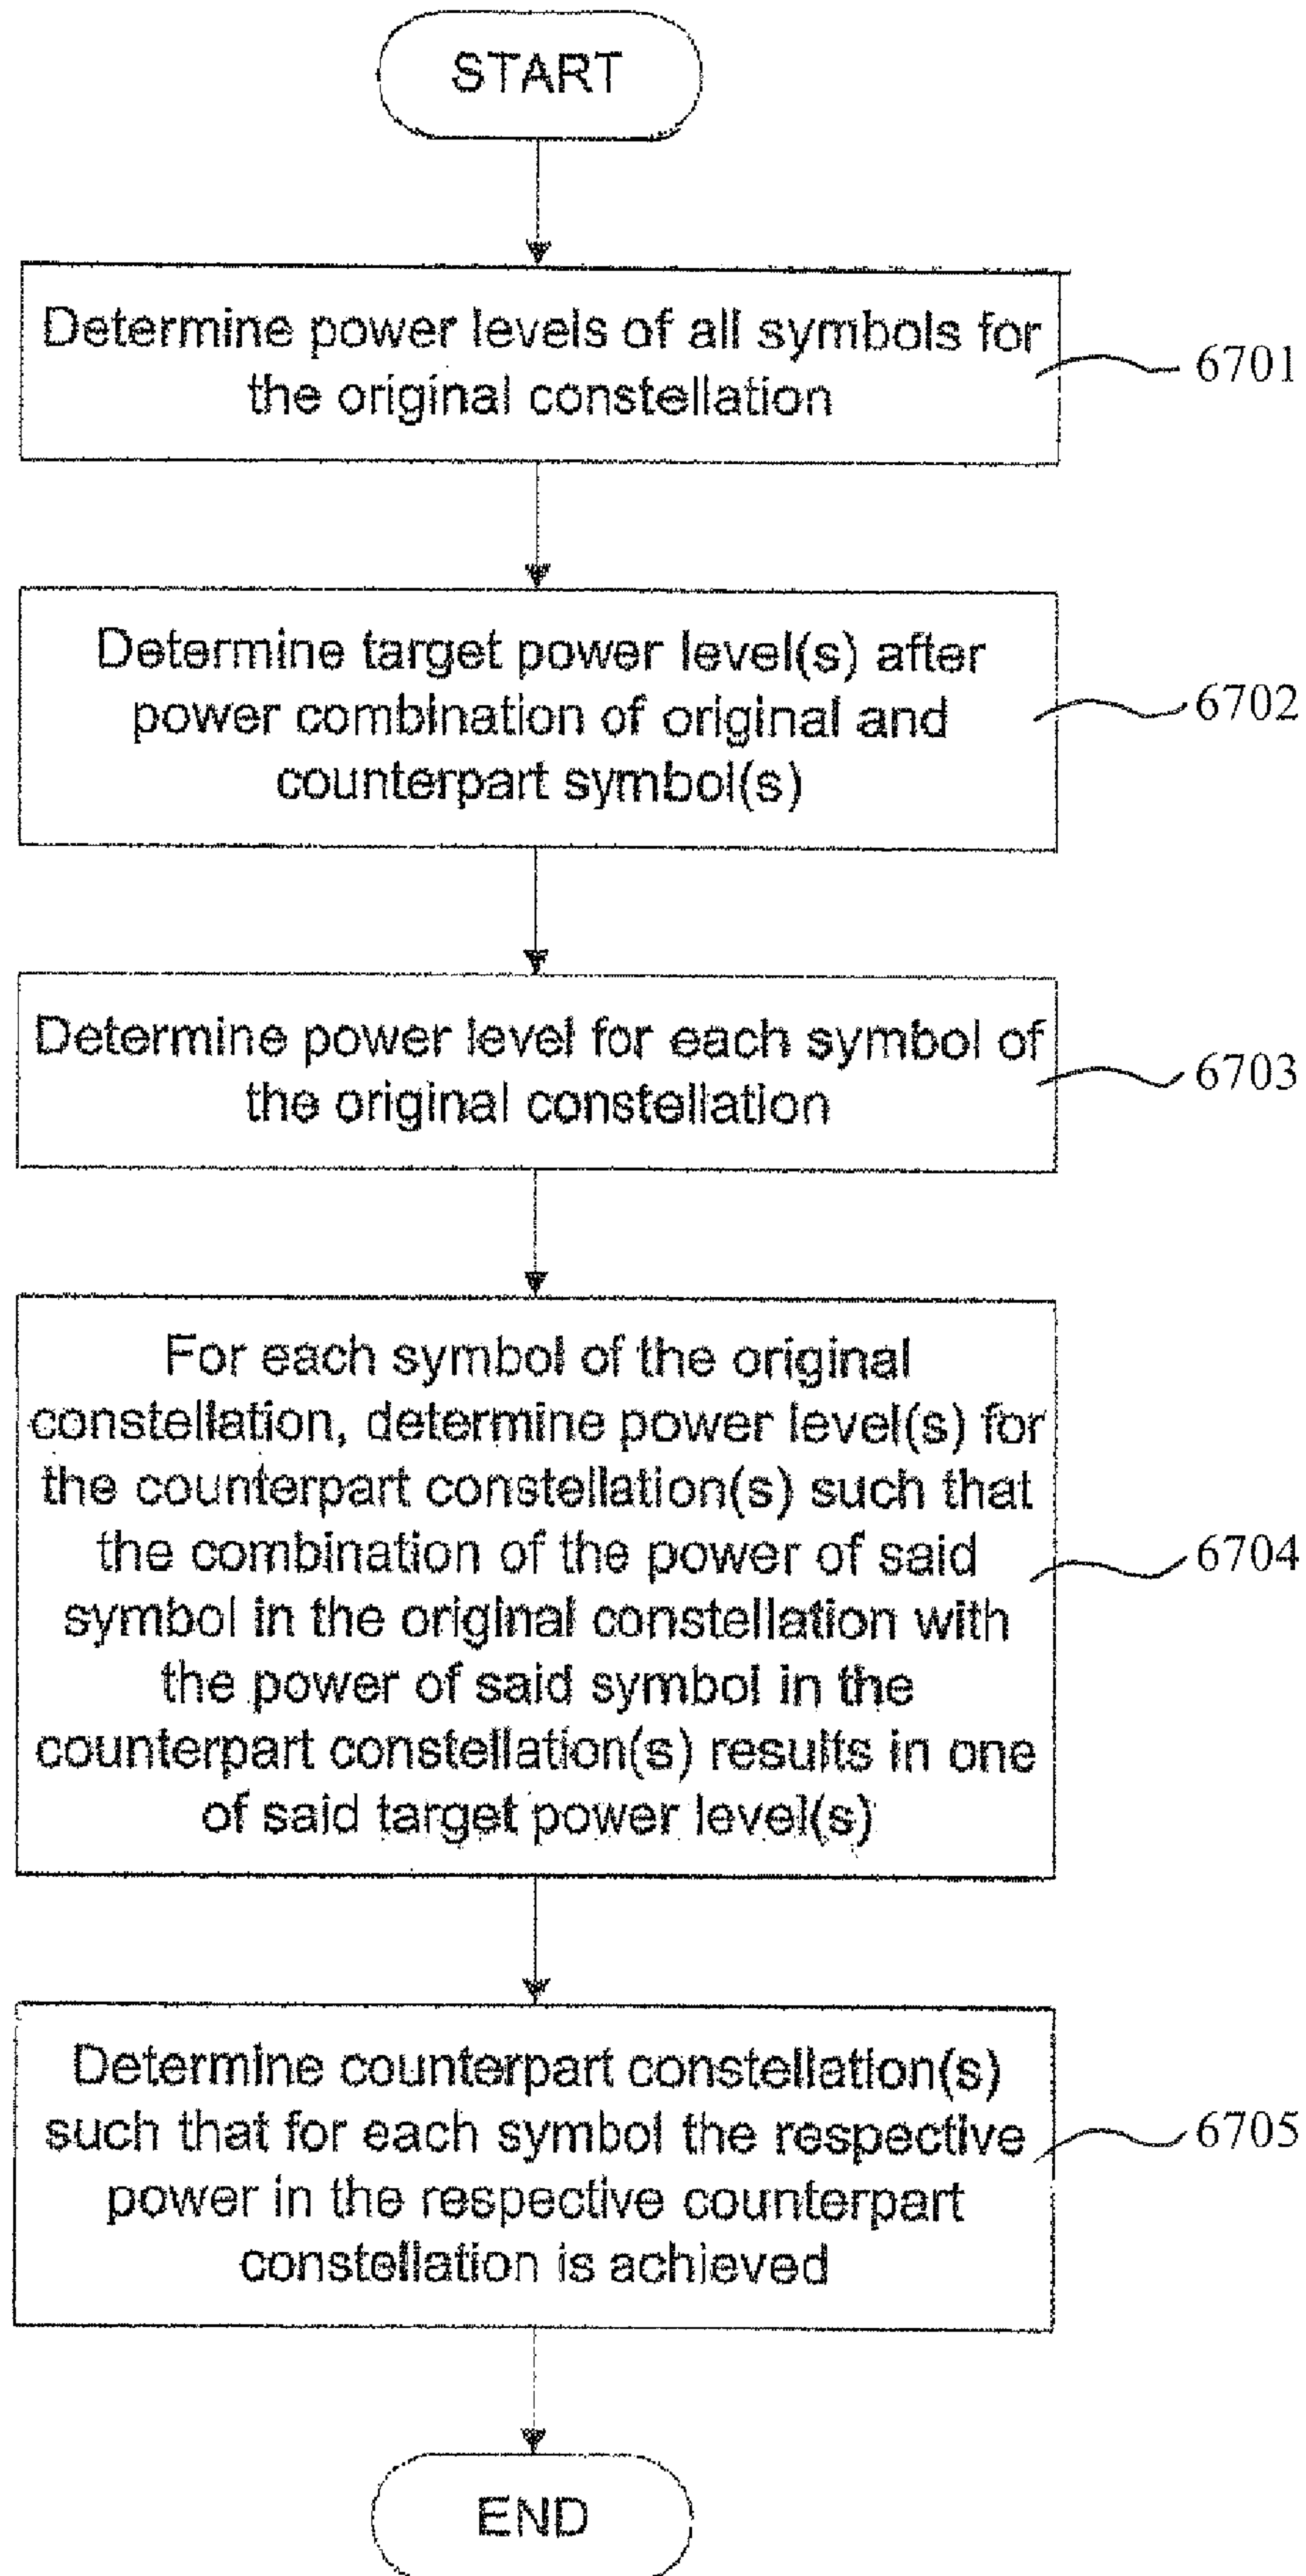 START
Determine power levels of all symbols for
the original constellation
6701
Determine target power level(s) after
power combination of original and
counterpart symbol(s)
6702
Determine power level for each symbol of
the original constellation
6703
For each symbol of the original
constellation, determine power level(s) for
the counterpart constellation(s) such that
the combination of the power of said
symbol in the original constellation with
the power of said symbol in the
counterpart constellation(s) results in one
of said target power level(s)
6704
Determine counterpart constellation(s)
such that for each symbol the respective
power in the respective counterpart
constellation is achieved
6705
END